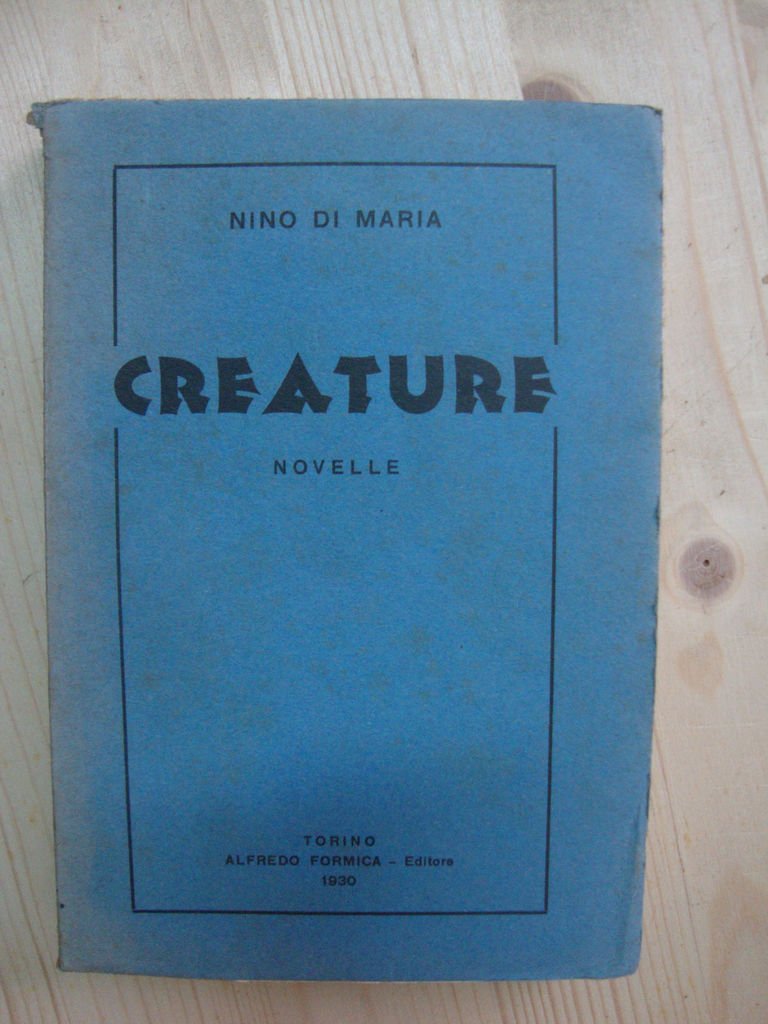 NINO DI MARIA
CREATURE
NOVELLE
TORINO
ALFREDO FORMICA - Editore
1930